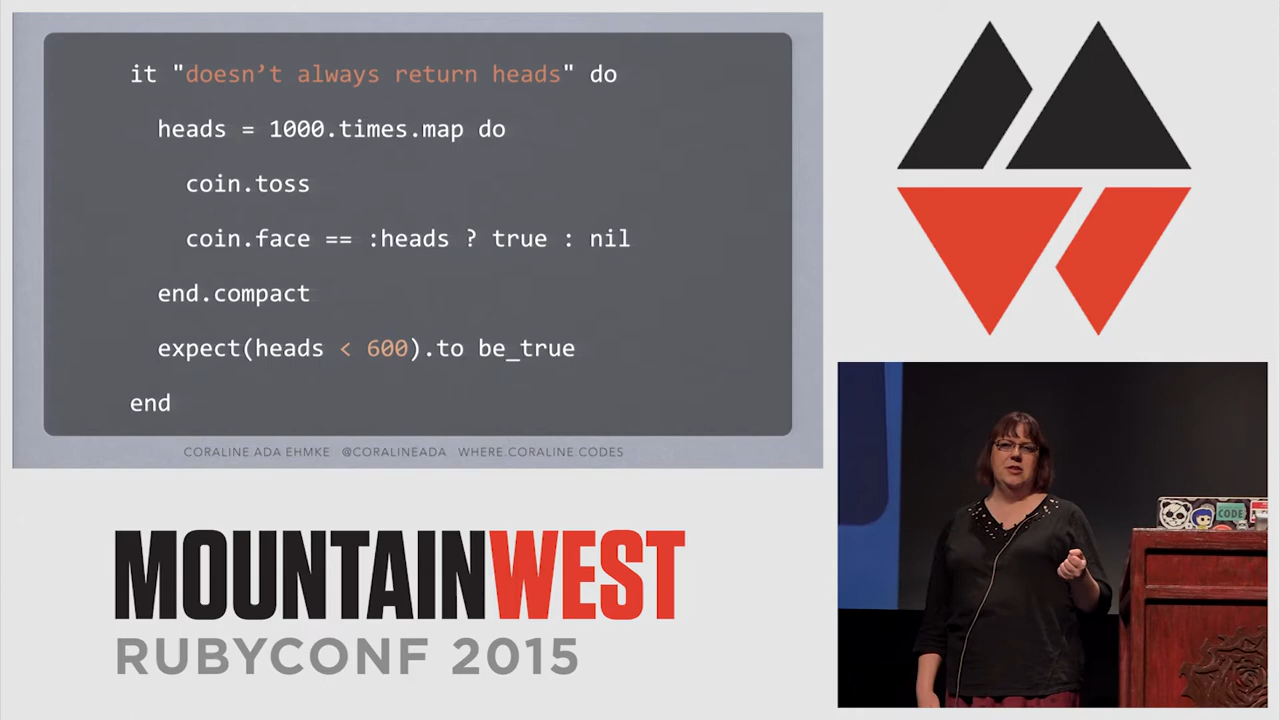 it "doesn’t always return heads" do
heads = 1000.times.map do
coin.toss
coin.face == :heads ? true : nil
end.compact
expect(heads < 600).to be_true
end
CORALINE ADA EHMKE @CORALINEADA WHERE.CORALINE.CODES
MOUNTAINWEST
RUBYCONF 2015
CODE